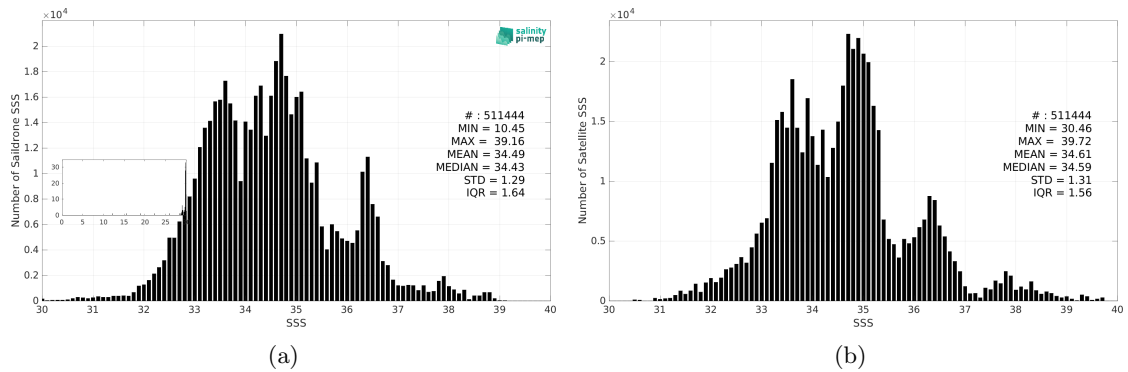 ×10⁴
2
1.8
1.6
1.4
1.2
1
0.8
0.6
0.4
0.2
0
Number of Saildrone SSS
salinity
pi-mep
# : 511444
MIN = 10.45
MAX = 39.16
MEAN = 34.49
MEDIAN = 34.43
STD = 1.29
IQR = 1.64
30
25
20
15
10
5
0
0 5 10 15 20 25
30 31 32 33 34 35 36 37 38 39 40
SSS
(a)
×10⁴
2
1.5
1
0.5
0
Number of Satellite SSS
# : 511444
MIN = 30.46
MAX = 39.72
MEAN = 34.61
MEDIAN = 34.59
STD = 1.31
IQR = 1.56
30 31 32 33 34 35 36 37 38 39 40
SSS
(b)